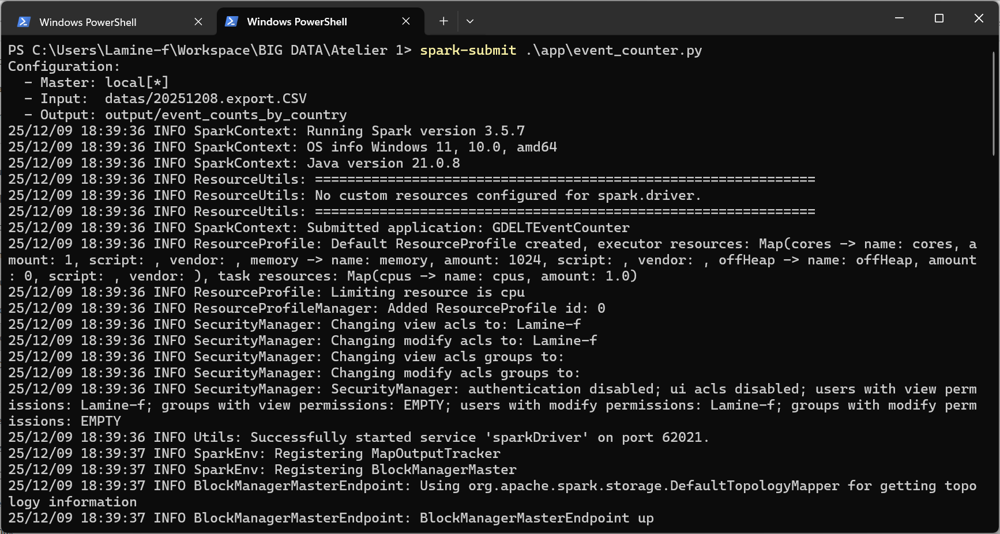 Windows PowerShell
Windows PowerShell
PS C:\Users\Lamine-f\Workspace\BIG DATA\Atelier 1> spark-submit .\app\event_counter.py
Configuration:
  - Master: local[*]
  - Input:  datas/20251208.export.CSV
  - Output: output/event_counts_by_country
25/12/09 18:39:36 INFO SparkContext: Running Spark version 3.5.7
25/12/09 18:39:36 INFO SparkContext: OS info Windows 11, 10.0, amd64
25/12/09 18:39:36 INFO SparkContext: Java version 21.0.8
25/12/09 18:39:36 INFO ResourceUtils: ==============================================================
25/12/09 18:39:36 INFO ResourceUtils: No custom resources configured for spark.driver.
25/12/09 18:39:36 INFO ResourceUtils: ==============================================================
25/12/09 18:39:36 INFO SparkContext: Submitted application: GDELTEventCounter
25/12/09 18:39:36 INFO ResourceProfile: Default ResourceProfile created, executor resources: Map(cores -> name: cores, a
mount: 1, script: , vendor: , memory -> name: memory, amount: 1024, script: , vendor: , offHeap -> name: offHeap, amount
: 0, script: , vendor: ), task resources: Map(cpus -> name: cpus, amount: 1.0)
25/12/09 18:39:36 INFO ResourceProfile: Limiting resource is cpu
25/12/09 18:39:36 INFO ResourceProfileManager: Added ResourceProfile id: 0
25/12/09 18:39:36 INFO SecurityManager: Changing view acls to: Lamine-f
25/12/09 18:39:36 INFO SecurityManager: Changing modify acls to: Lamine-f
25/12/09 18:39:36 INFO SecurityManager: Changing view acls groups to:
25/12/09 18:39:36 INFO SecurityManager: Changing modify acls groups to:
25/12/09 18:39:36 INFO SecurityManager: SecurityManager: authentication disabled; ui acls disabled; users with view perm
issions: Lamine-f; groups with view permissions: EMPTY; users with modify permissions: Lamine-f; groups with modify perm
issions: EMPTY
25/12/09 18:39:36 INFO Utils: Successfully started service 'sparkDriver' on port 62021.
25/12/09 18:39:37 INFO SparkEnv: Registering MapOutputTracker
25/12/09 18:39:37 INFO SparkEnv: Registering BlockManagerMaster
25/12/09 18:39:37 INFO BlockManagerMasterEndpoint: Using org.apache.spark.storage.DefaultTopologyMapper for getting topo
logy information
25/12/09 18:39:37 INFO BlockManagerMasterEndpoint: BlockManagerMasterEndpoint up